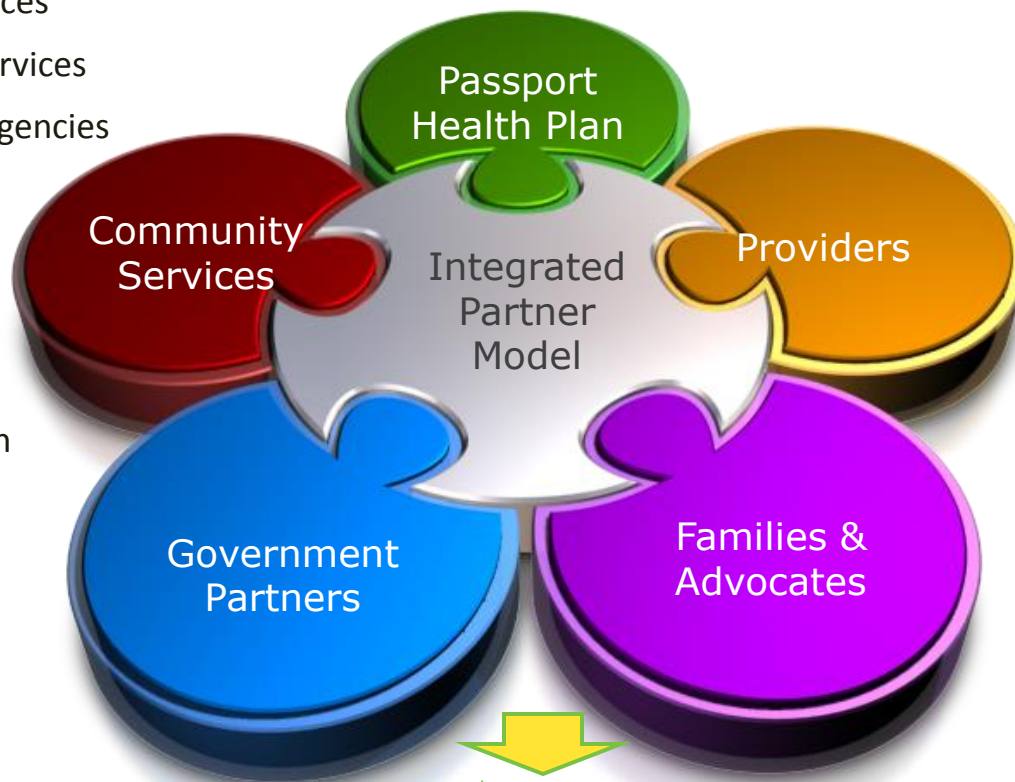 Passport
Health Plan
Community
Services
Integrated
Partner
Model
Providers
Government
Partners
Families &
Advocates